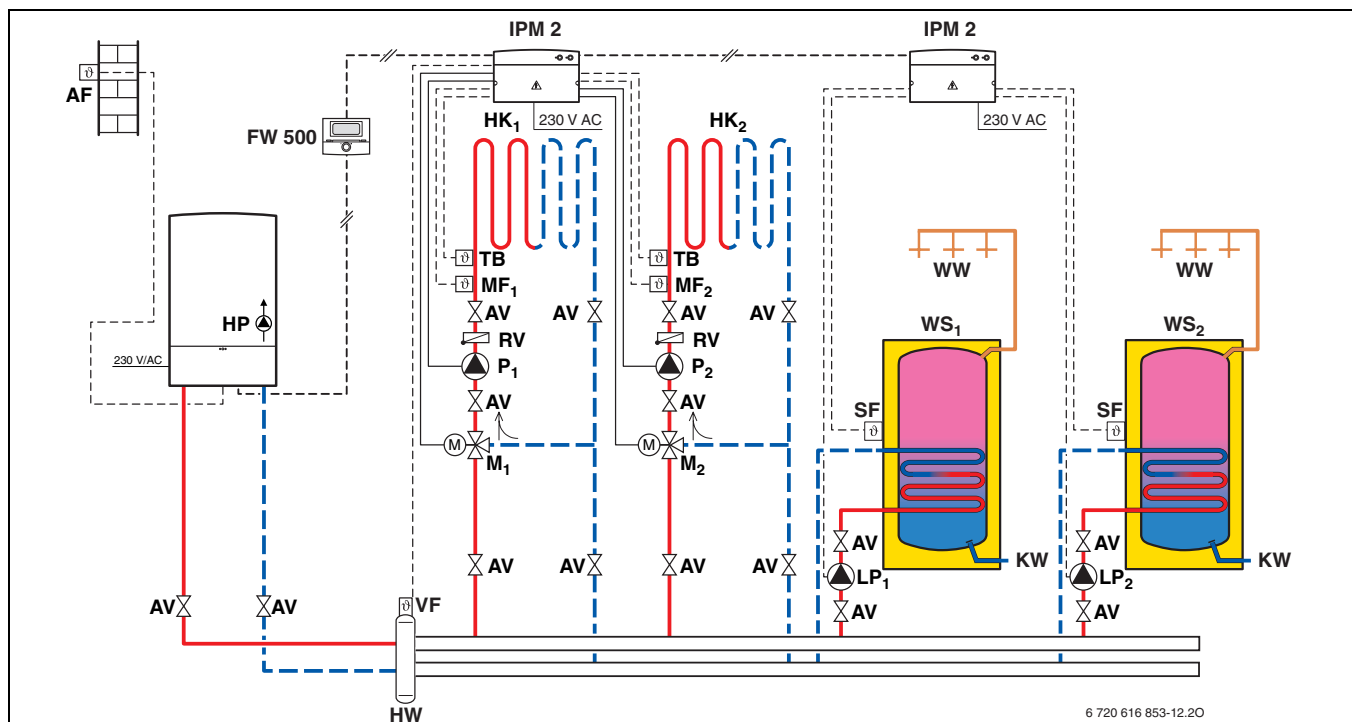 IPM 2
IPM 2
ϑ
AF
230 V AC
230 V AC
FW 500
HK1
HK2
ϑ TB
ϑ TB
ϑ MF1
ϑ MF2
WW
WW
AV
AV
AV
AV
HP
RV
RV
WS1
WS2
230 V/AC
P1
P2
AV
AV
SF
SF
ϑ
ϑ
M
M
M1
M2
AV
AV
KW
KW
AV
AV
AV
AV
LP1
LP2
AV
AV
ϑ VF
AV
AV
HW
6 720 616 853-12.2O